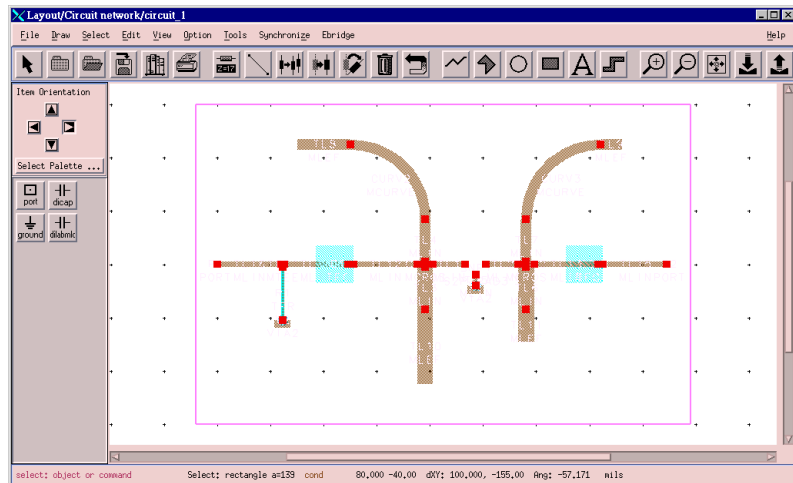 Layout/Circuit network/circuit_1
File Draw Select Edit View Option Tools Synchronize Ebridge Help
A
Item Orientation
Select Palette ...
port dicap
ground dilabmlc
select: object or command Select: rectangle a=139 cond 80.000 -40.00 dXY: 100.000, -155.00 Ang: -57.171 mils